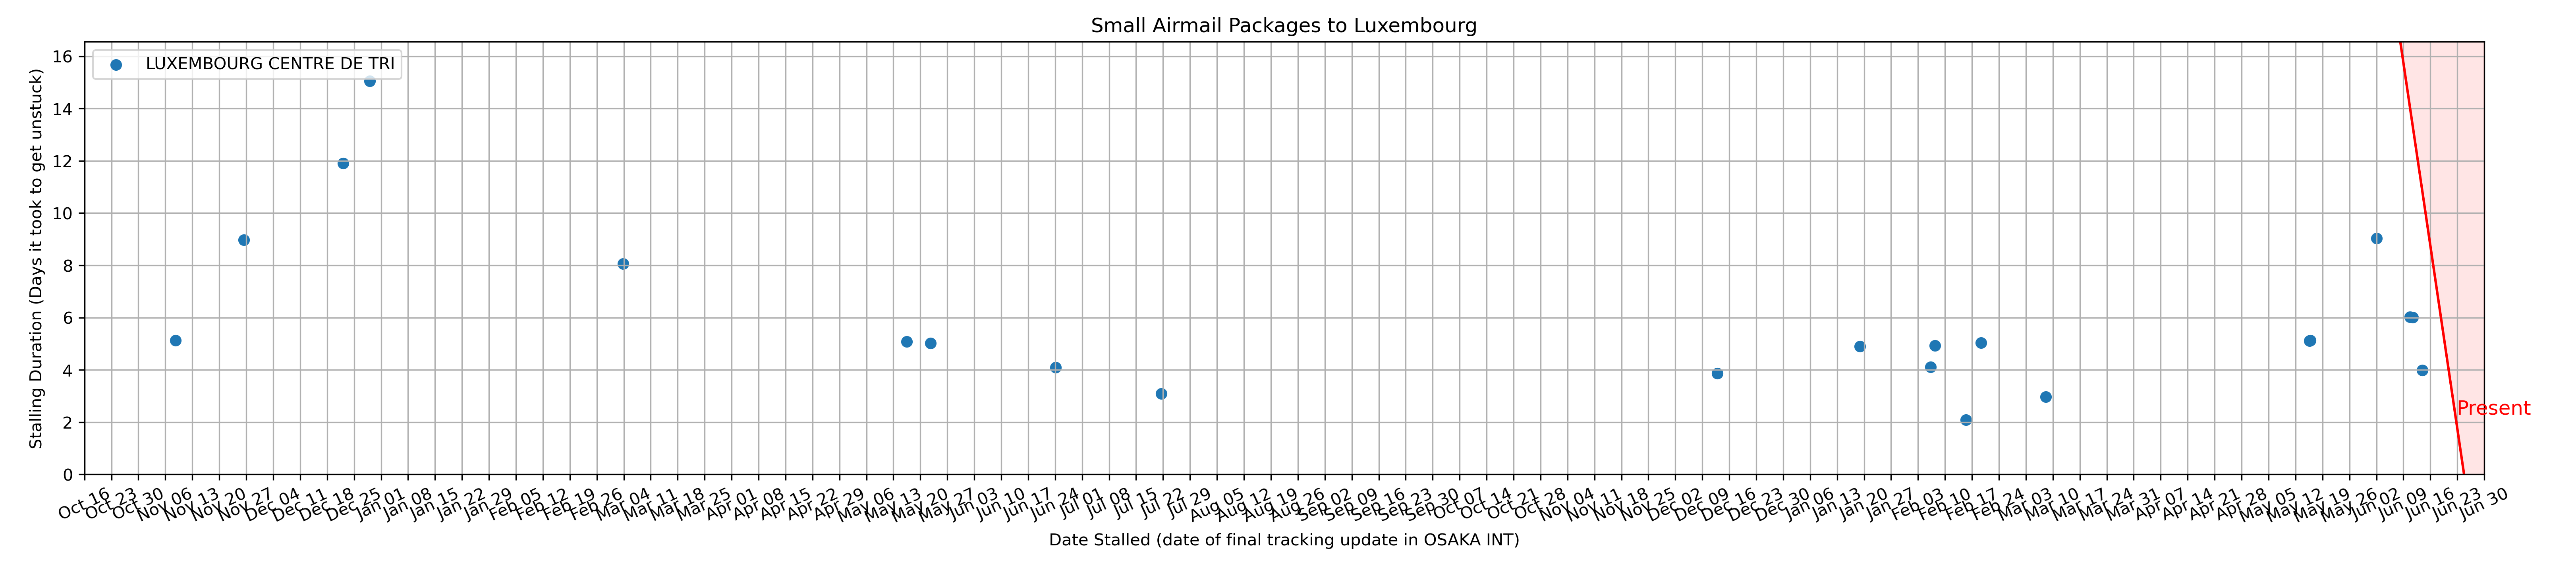 Small Airmail Packages to Luxembourg
LUXEMBOURG CENTRE DE TRI
Stalling Duration (Days it took to get unstuck)
16
14
12
10
8
6
4
2
0
Present
Oct 16 Oct 23 Oct 30 Nov 06 Nov 13 Nov 20 Nov 27 Dec 04 Dec 11 Dec 18 Dec 25 Jan 01 Jan 08 Jan 15 Jan 22 Jan 29 Feb 05 Feb 12 Feb 19 Feb 26 Mar 04 Mar 11 Mar 18 Mar 25 Apr 01 Apr 08 Apr 15 Apr 22 Apr 29 May 06 May 13 May 20 May 27 Jun 03 Jun 10 Jun 17 Jun 24 Jul 01 Jul 08 Jul 15 Jul 22 Jul 29 Aug 05 Aug 12 Aug 19 Aug 26 Sep 02 Sep 09 Sep 16 Sep 23 Sep 30 Oct 07 Oct 14 Oct 21 Oct 28 Nov 04 Nov 11 Nov 18 Nov 25 Dec 02 Dec 09 Dec 16 Dec 23 Dec 30 Jan 06 Jan 13 Jan 20 Jan 27 Feb 03 Feb 10 Feb 17 Feb 24 Mar 03 Mar 10 Mar 17 Mar 24 Mar 31 Apr 07 Apr 14 Apr 21 Apr 28 May 05 May 12 May 19 May 26 Jun 02 Jun 09 Jun 16 Jun 23 Jun 30
Date Stalled (date of final tracking update in OSAKA INT)